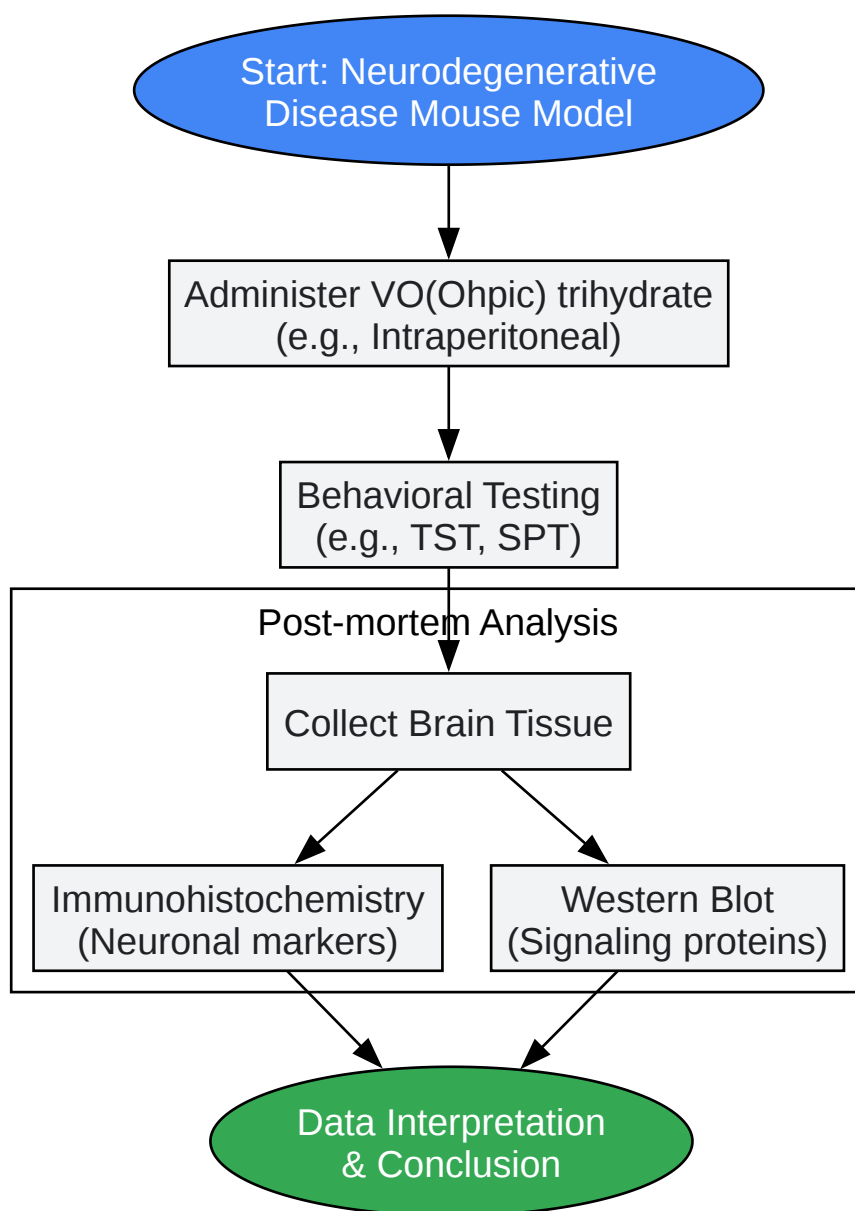 Start: Neurodegenerative
Disease Mouse Model
Administer VO(Ohpic) trihydrate
(e.g., Intraperitoneal)
Behavioral Testing
(e.g., TST, SPT)
Post-mortem Analysis
Collect Brain Tissue
Immunohistochemistry
(Neuronal markers)
Western Blot
(Signaling proteins)
Data Interpretation
& Conclusion